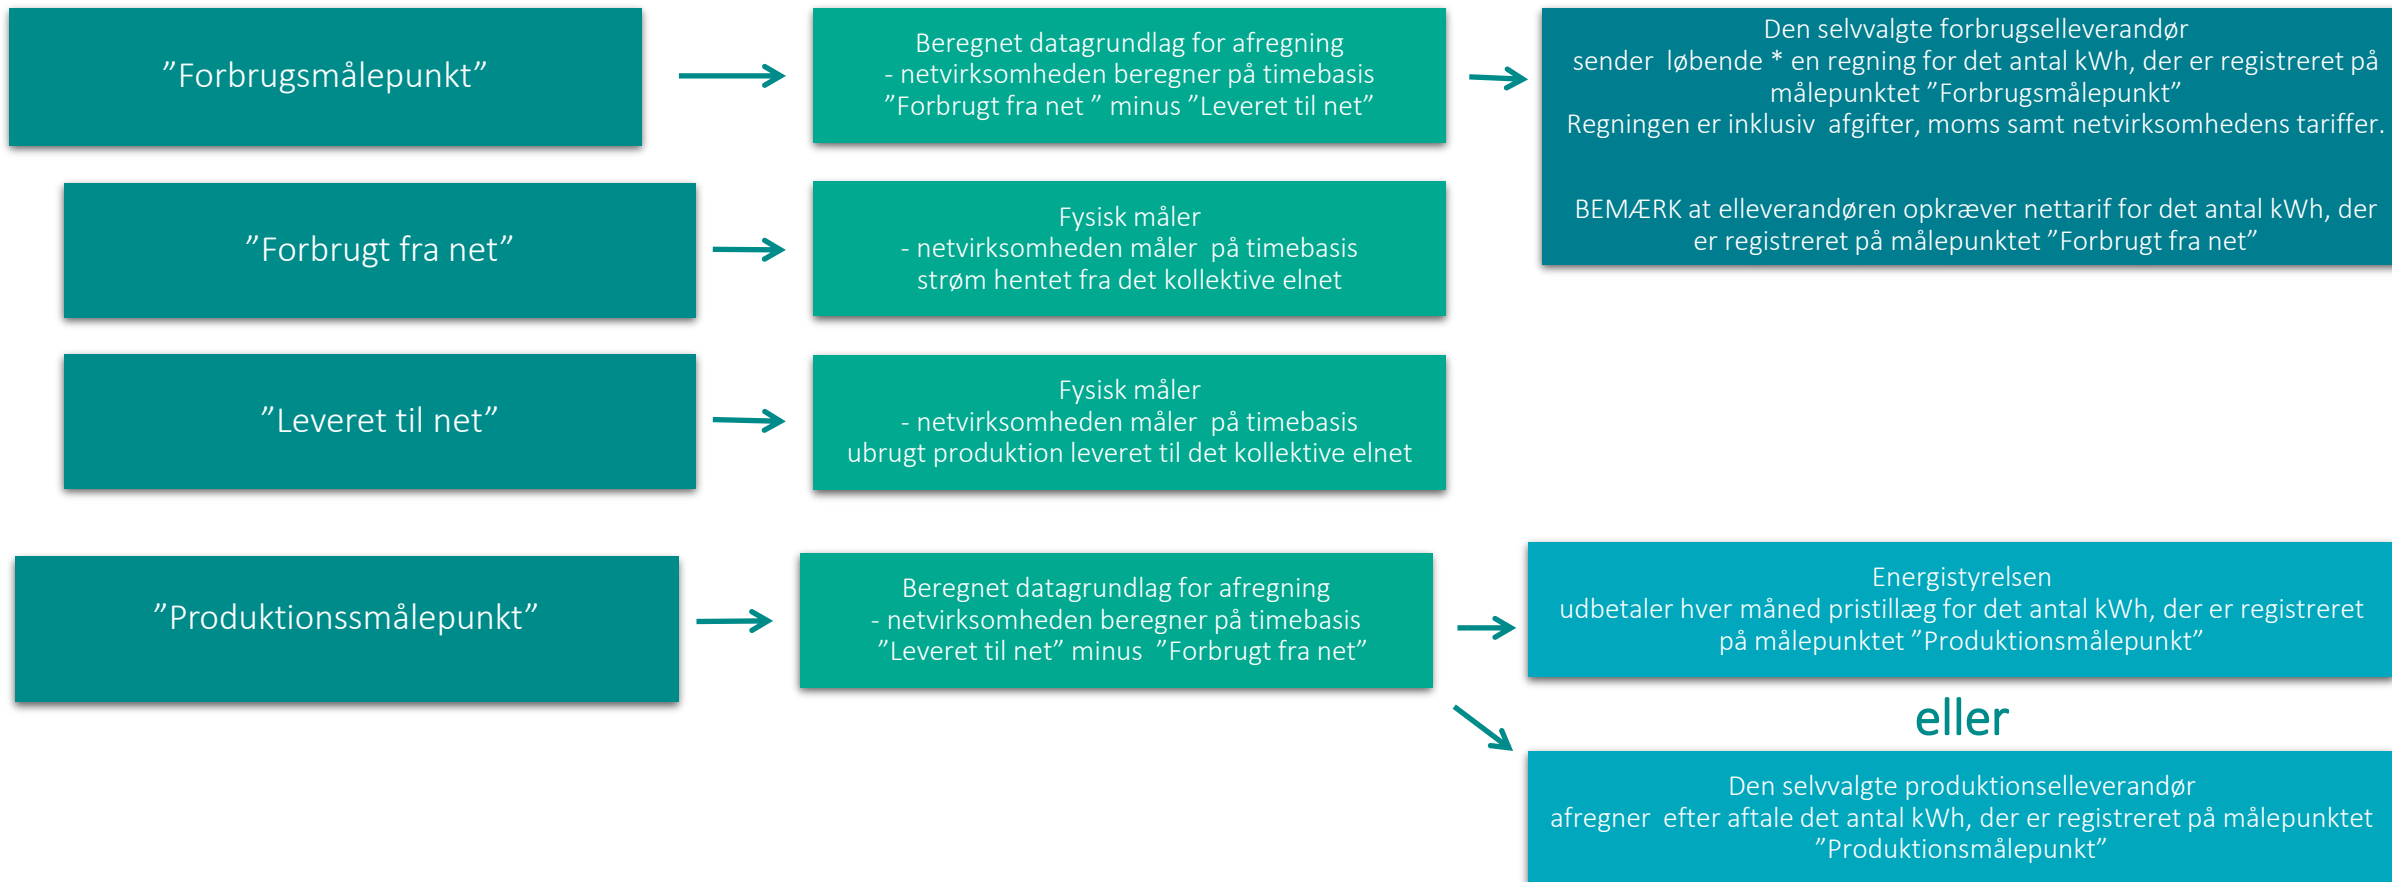 ”Forbrugsmålepunkt”
Beregnet datagrundlag for afregning
- netvirksomheden beregner på timebasis
”Forbrugt fra net ” minus ”Leveret til net”
Den selvvalgte forbrugselleverandør
sender løbende * en regning for det antal kWh, der er registreret på
målepunktet ”Forbrugsmålepunkt”
Regningen er inklusiv afgifter, moms samt netvirksomhedens tariffer.
BEMÆRK at elleverandøren opkræver nettarif for det antal kWh, der
er registreret på målepunktet ”Forbrugt fra net”
”Forbrugt fra net”
Fysisk måler
- netvirksomheden måler på timebasis
strøm hentet fra det kollektive elnet
”Leveret til net”
Fysisk måler
- netvirksomheden måler på timebasis
ubrugt produktion leveret til det kollektive elnet
”Produktionssmålepunkt”
Beregnet datagrundlag for afregning
- netvirksomheden beregner på timebasis
”Leveret til net” minus ”Forbrugt fra net”
Energistyrelsen
udbetaler hver måned pristillæg for det antal kWh, der er registreret
på målepunktet ”Produktionsmålepunkt”
eller
Den selvvalgte produktionselleverandør
afregner efter aftale det antal kWh, der er registreret på målepunktet
”Produktionsmålepunkt”